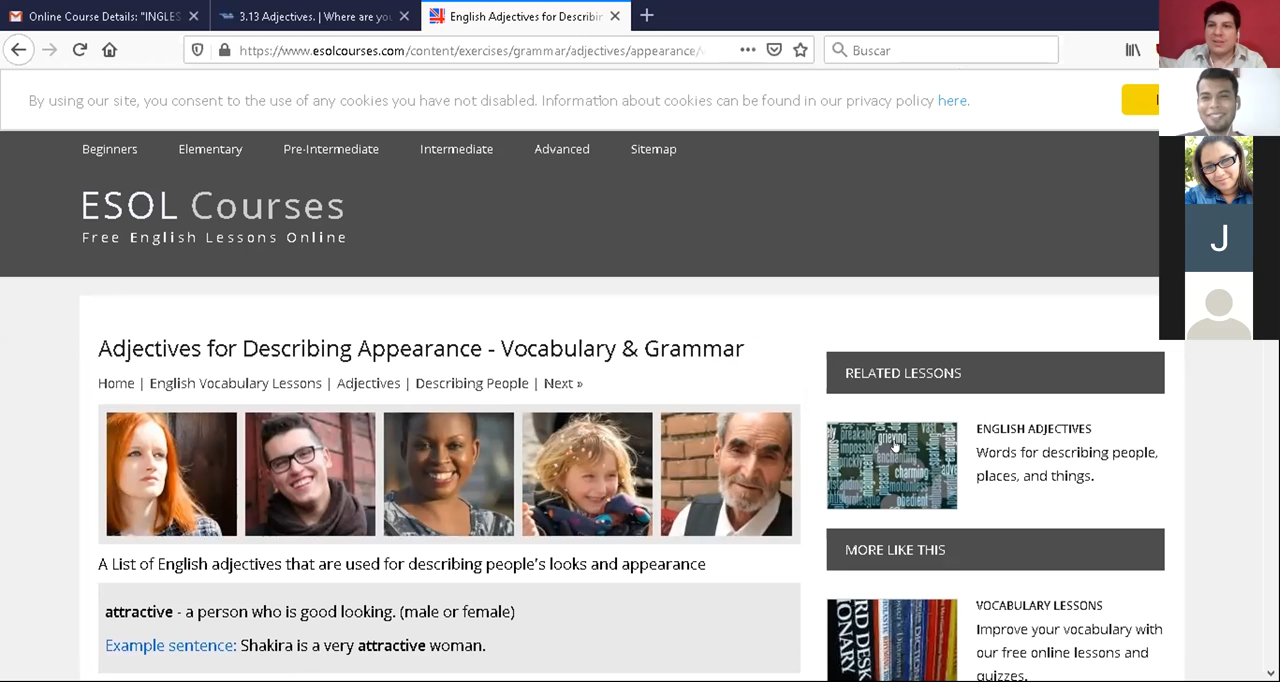 Online Course Details: "INGLES
3.13 Adjectives. | Where are yo
English Adjectives for Describin
https://www.esolcourses.com/content/exercises/grammar/adjectives/appearance/
Buscar
By using our site, you consent to the use of any cookies you have not disabled. Information about cookies can be found in our privacy policy here.
Beginners Elementary Pre-Intermediate Intermediate Advanced Sitemap
ESOL Courses
Free English Lessons Online
J
Adjectives for Describing Appearance - Vocabulary & Grammar
Home | English Vocabulary Lessons | Adjectives | Describing People | Next »
A List of English adjectives that are used for describing people's looks and appearance
attractive - a person who is good looking. (male or female)
Example sentence: Shakira is a very attractive woman.
RELATED LESSONS
grieving
enchanting
charming
obedient
ENGLISH ADJECTIVES
Words for describing people,
places, and things.
MORE LIKE THIS
VOCABULARY LESSONS
Improve your vocabulary with
our free online lessons and
quizzes.